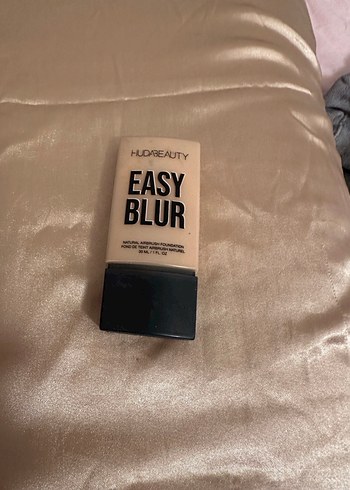 HUDABEAUTY
EASY
BLUR
NATURAL AIRBRUSH FOUNDATION
FOND DE TEINT AIRBRUSH NATUREL
30 ML / 1 FL. OZ